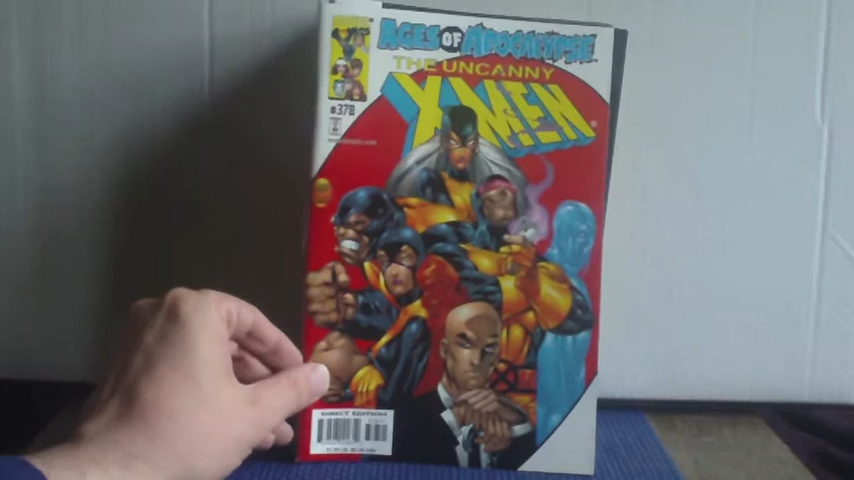 AGES OF APOCALYPSE
THE UNCANNY
X-MEN
#378
DIRECT EDITION